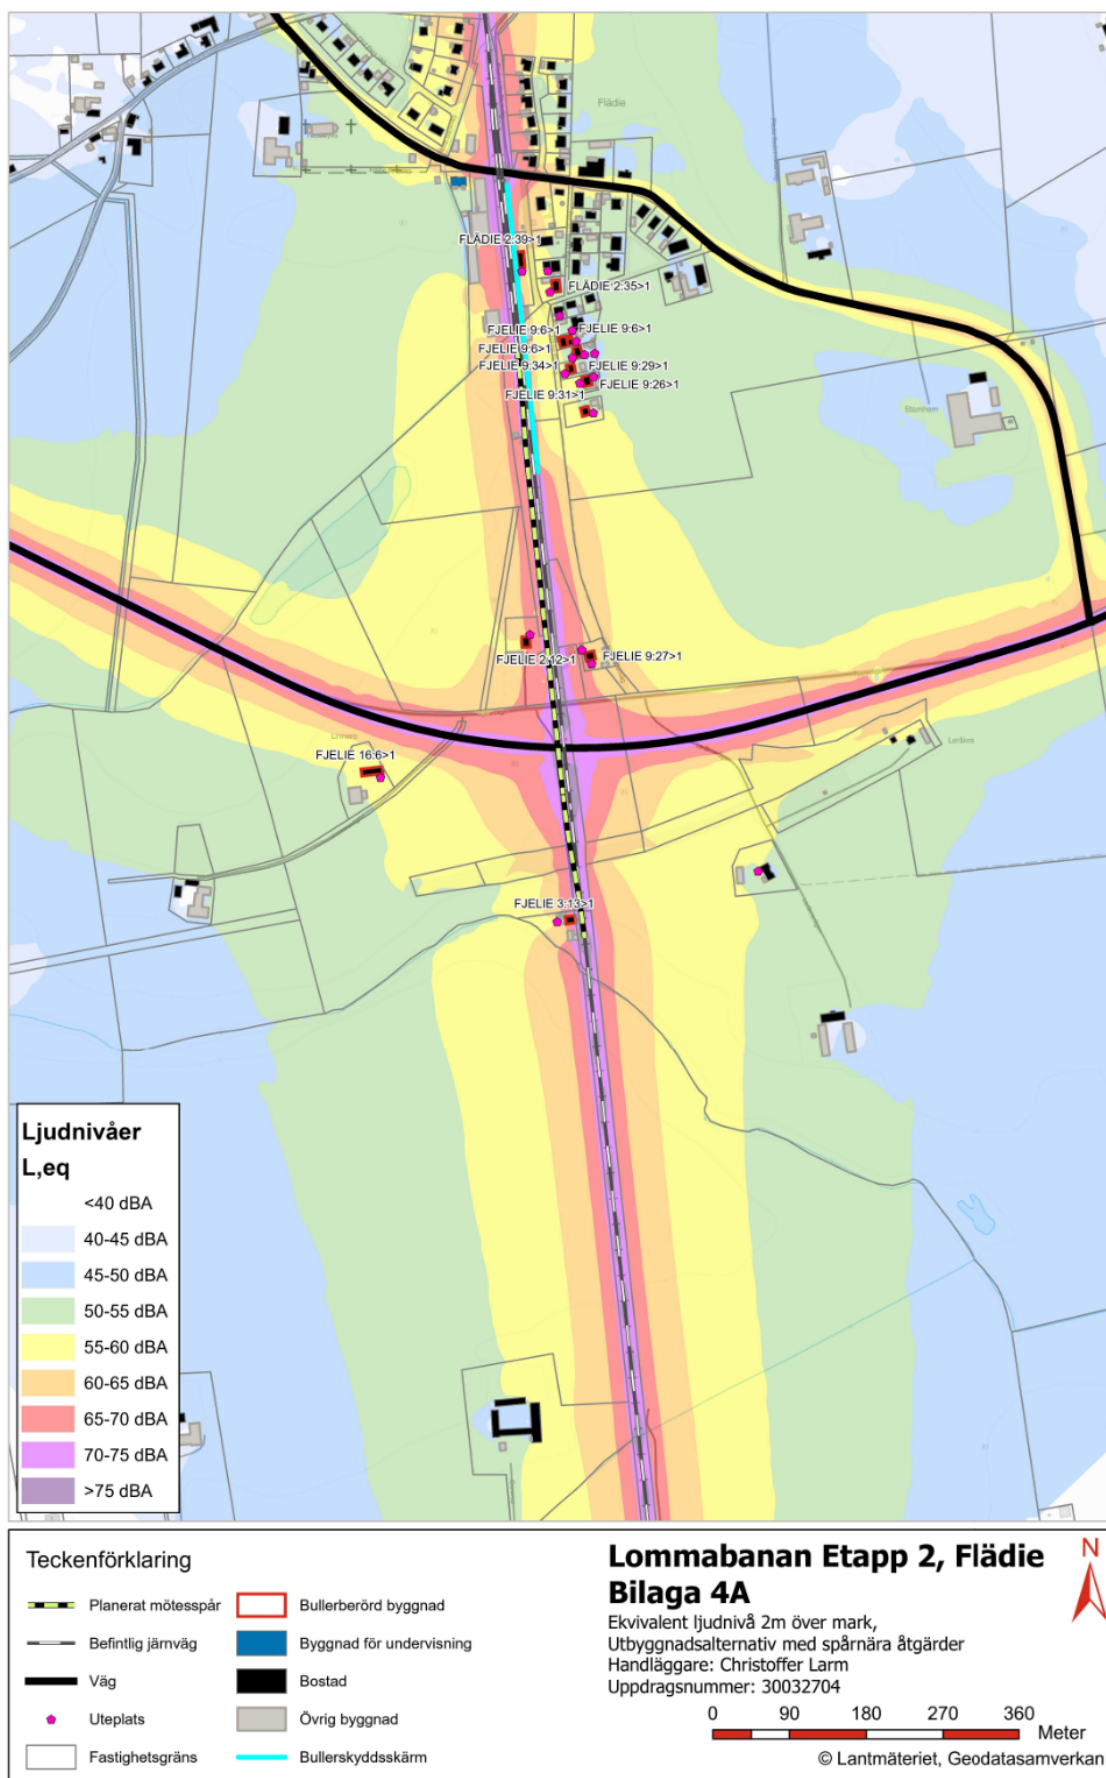 Flädie
FLÄDIE 2:39>1
FLÄDIE 2:35>1
FJELIE 9:6>1
FJELIE 9:6>1
FJELIE 9:6>1
FJELIE 9:34>1
FJELIE 9:29>1
FJELIE 9:26>1
FJELIE 9:31>1
Stamhem
FJELIE 2:12>1
FJELIE 9:27>1
FJELIE 16:6>1
FJELIE 3:13>1
Ljudnivåer
L,eq
<40 dBA
40-45 dBA
45-50 dBA
50-55 dBA
55-60 dBA
60-65 dBA
65-70 dBA
70-75 dBA
>75 dBA
Teckenförklaring
Planerat mötesspår
Befintlig järnväg
Väg
Uteplats
Fastighetsgräns
Bullerberörd byggnad
Byggnad för undervisning
Bostad
Övrig byggnad
Bullerskyddsskärm
Lommabanan Etapp 2, Flädie
Bilaga 4A
Ekvivalent ljudnivå 2m över mark,
Utbyggnadsalternativ med spårnära åtgärder
Handläggare: Christoffer Larm
Uppdragsnummer: 30032704
N
0 90 180 270 360
Meter
© Lantmäteriet, Geodatasamverkan